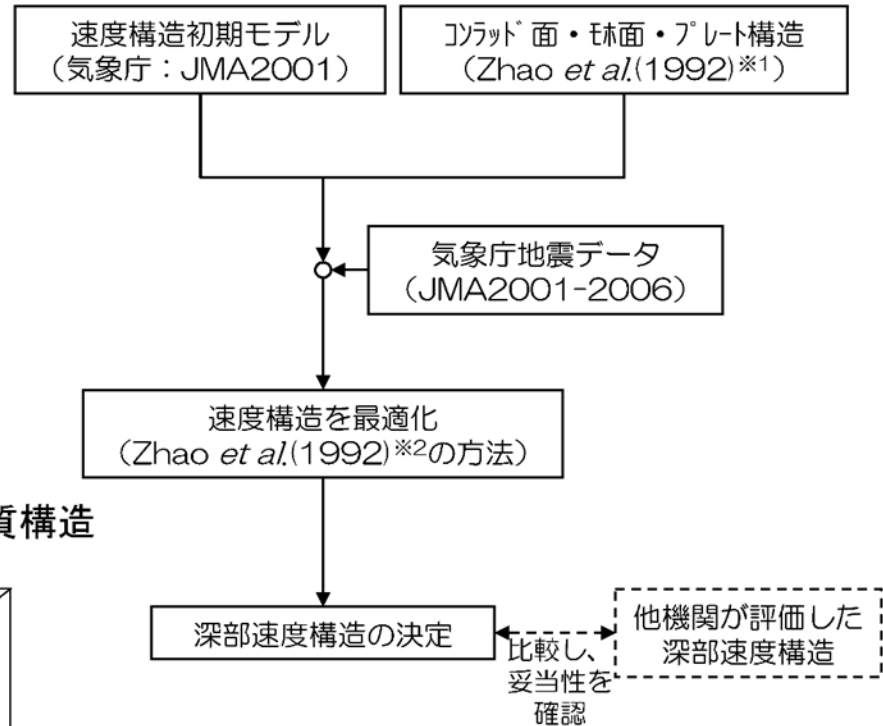 速度構造初期モデル
（気象庁：JMA2001）
ｺﾝﾗｯﾄﾞ面・ﾓﾎ面・ﾌﾟﾚｰﾄ構造
（Zhao et al.(1992)※1）
気象庁地震データ
（JMA2001-2006）
速度構造を最適化
（Zhao et al.(1992)※2の方法）
質構造
深部速度構造の決定
比較し、
妥当性を
確認
他機関が評価した
深部速度構造